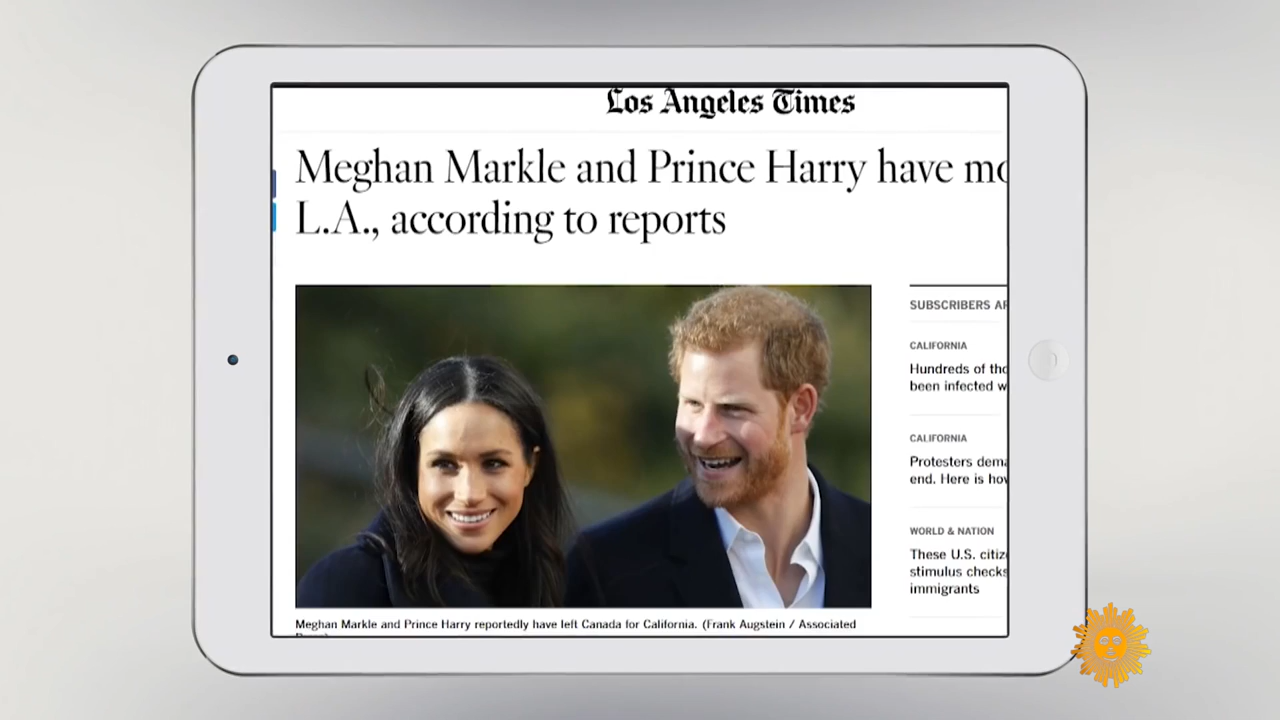 Los Angeles Times
Meghan Markle and Prince Harry have mo
L.A., according to reports
SUBSCRIBERS AR
CALIFORNIA
Hundreds of tho
been infected w
CALIFORNIA
Protesters dema
end. Here is how
WORLD & NATION
These U.S. citiz
stimulus checks
immigrants
Meghan Markle and Prince Harry reportedly have left Canada for California. (Frank Augstein / Associated